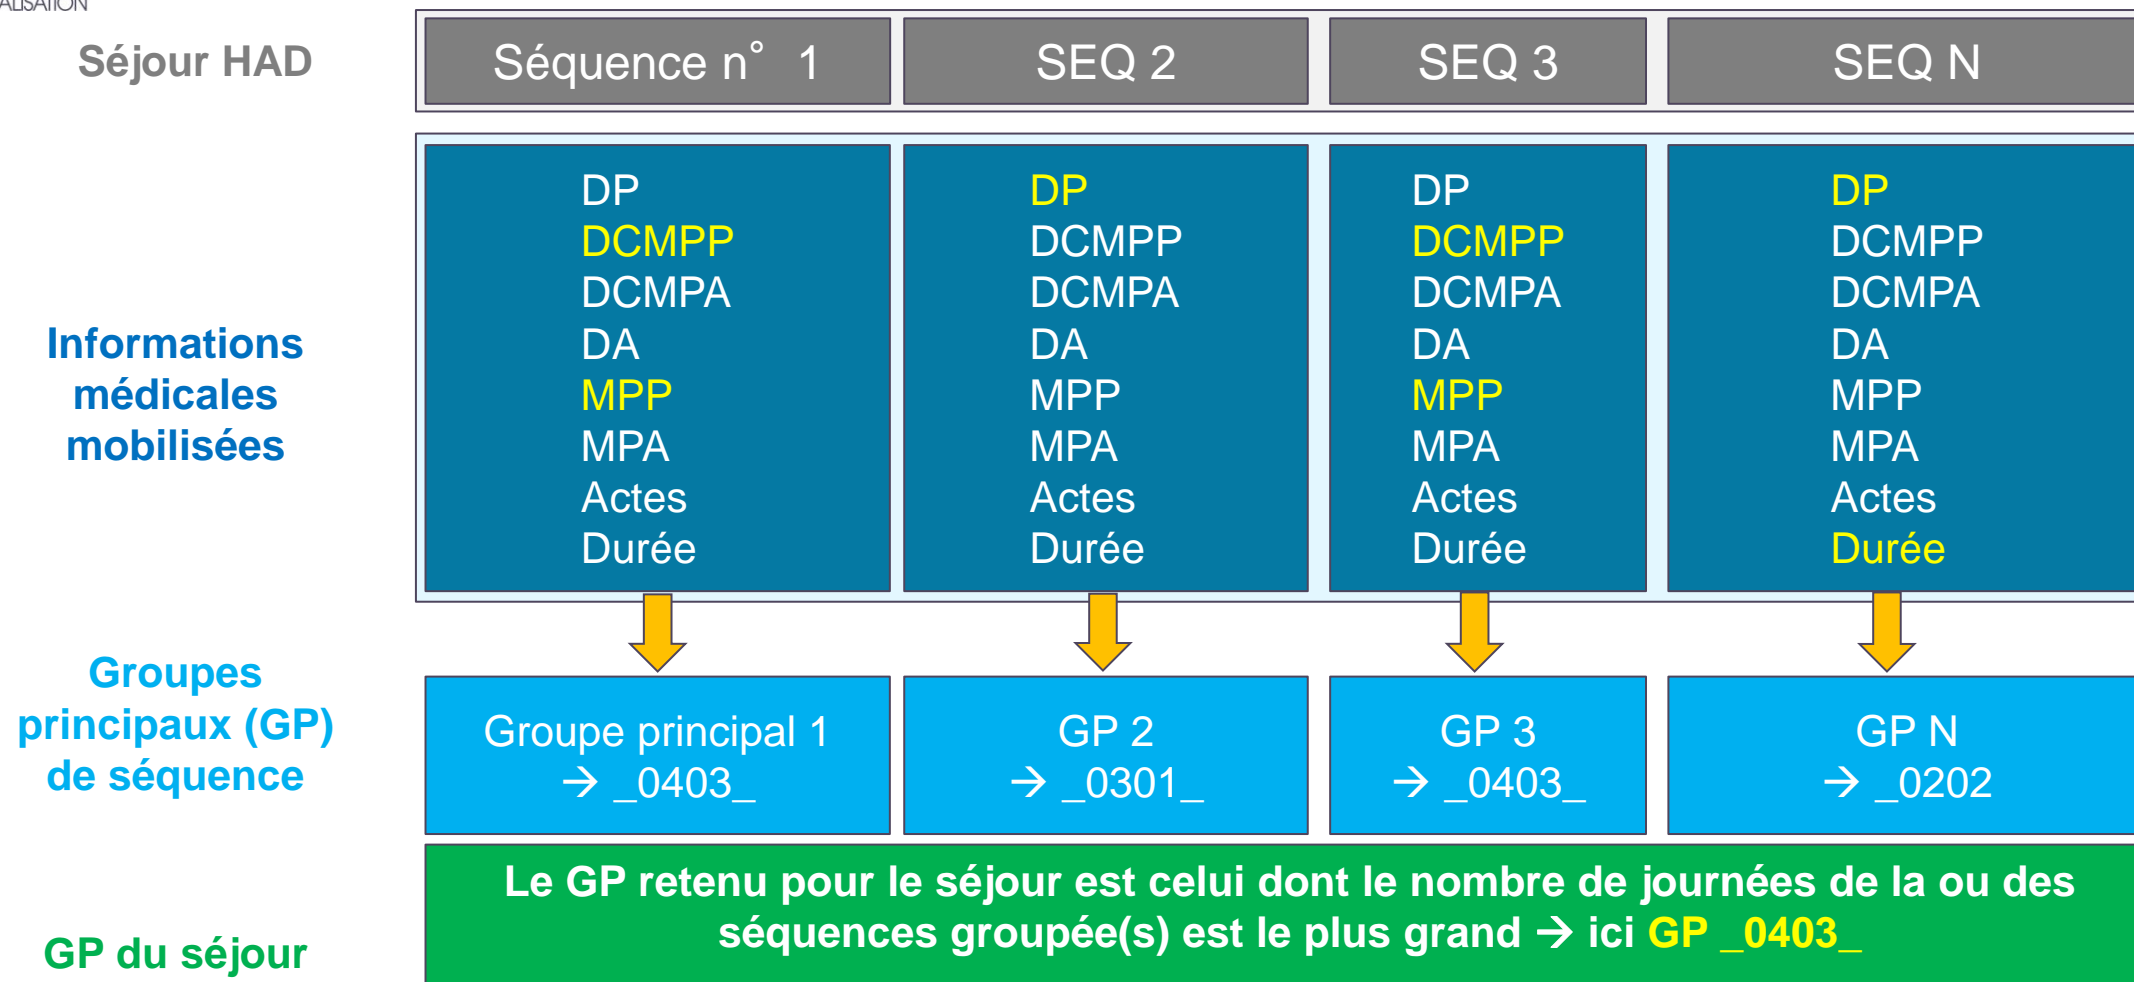 Séjour HAD
Séquence n° 1
SEQ 2
SEQ 3
SEQ N
Informations
médicales
mobilisées
DP
DCMPP
DCMPA
DA
MPP
MPA
Actes
Durée
DP
DCMPP
DCMPA
DA
MPP
MPA
Actes
Durée
DP
DCMPP
DCMPA
DA
MPP
MPA
Actes
Durée
DP
DCMPP
DCMPA
DA
MPP
MPA
Actes
Durée
Groupes
principaux (GP)
de séquence
Groupe principal 1
→ _0403_
GP 2
→ _0301_
GP 3
→ _0403_
GP N
→ _0202
GP du séjour
Le GP retenu pour le séjour est celui dont le nombre de journées de la ou des
séquences groupée(s) est le plus grand → ici GP _0403_